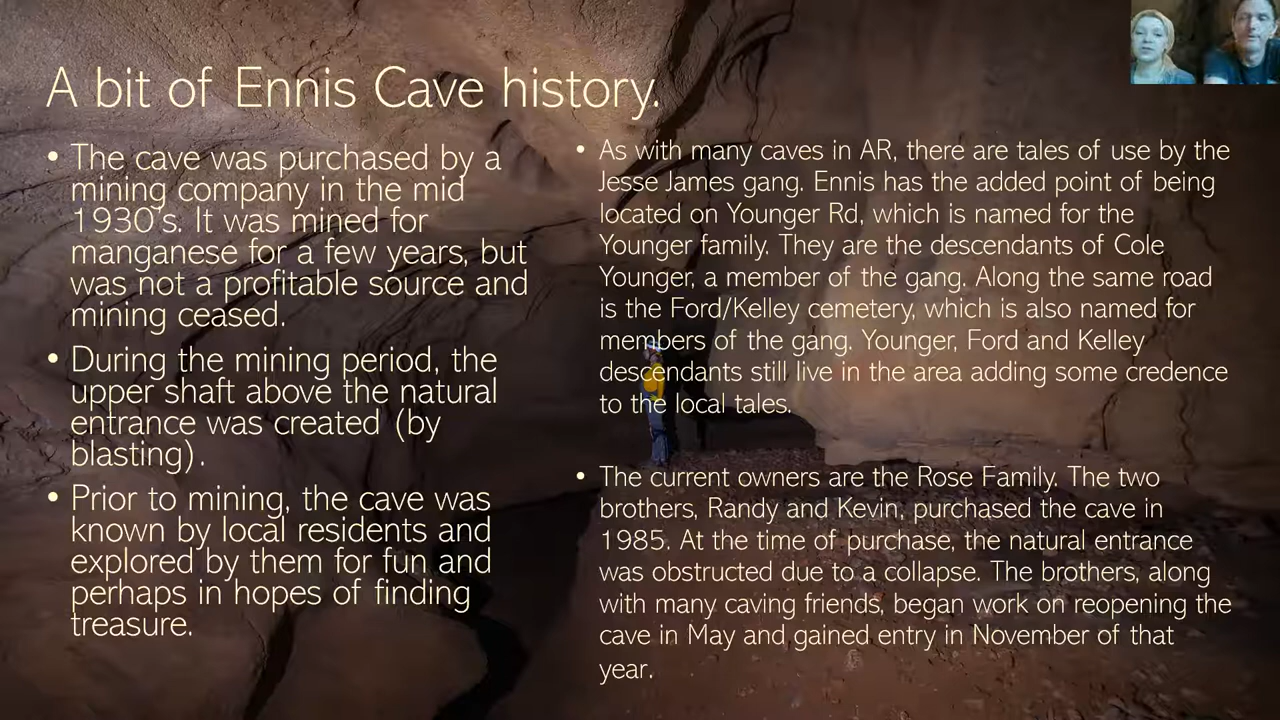 A bit of Ennis Cave history.
• The cave was purchased by a
mining company in the mid
1930's. It was mined for
manganese for a few years, but
was not a profitable source and
mining ceased.
• During the mining period, the
upper shaft above the natural
entrance was created (by
blasting).
• Prior to mining, the cave was
known by local residents and
explored by them for fun and
perhaps in hopes of finding
treasure.
• As with many caves in AR, there are tales of use by the
Jesse James gang. Ennis has the added point of being
located on Younger Rd, which is named for the
Younger family. They are the descendants of Cole
Younger, a member of the gang. Along the same road
is the Ford/Kelley cemetery, which is also named for
members of the gang. Younger, Ford and Kelley
descendants still live in the area adding some credence
to the local tales.
• The current owners are the Rose Family. The two
brothers, Randy and Kevin, purchased the cave in
1985. At the time of purchase, the natural entrance
was obstructed due to a collapse. The brothers, along
with many caving friends, began work on reopening the
cave in May and gained entry in November of that
year.